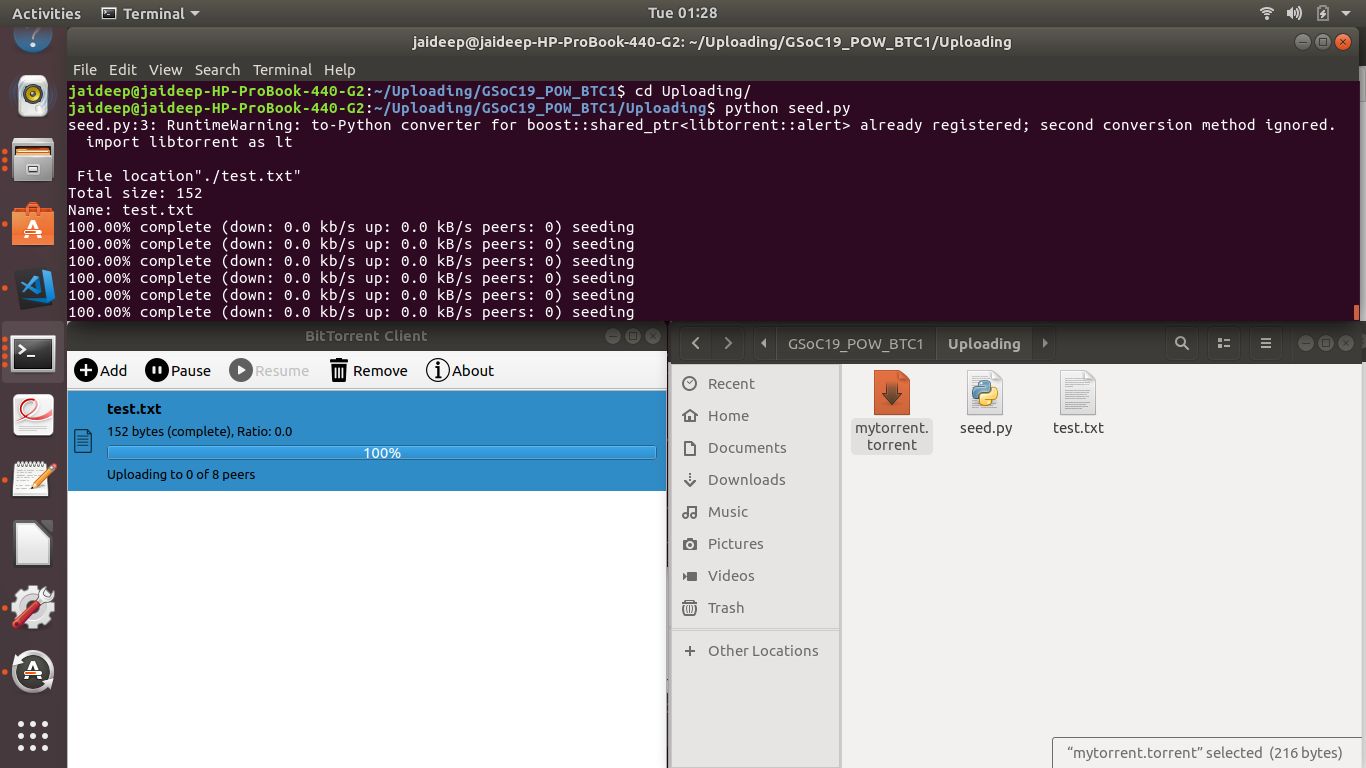 Activities Terminal Tue 01:28
jaideep@jaideep-HP-ProBook-440-G2: ~/Uploading/GSoC19_POW_BTC1/Uploading
File Edit View Search Terminal Help
jaideep@jaideep-HP-ProBook-440-G2:~/Uploading/GSoC19_POW_BTC1$ cd Uploading/
jaideep@jaideep-HP-ProBook-440-G2:~/Uploading/GSoC19_POW_BTC1/Uploading$ python seed.py
seed.py:3: RuntimeWarning: to-Python converter for boost::shared_ptr<libtorrent::alert> already registered; second conversion method ignored.
import libtorrent as lt
File location"./test.txt"
Total size: 152
Name: test.txt
100.00% complete (down: 0.0 kb/s up: 0.0 kB/s peers: 0) seeding
100.00% complete (down: 0.0 kb/s up: 0.0 kB/s peers: 0) seeding
100.00% complete (down: 0.0 kb/s up: 0.0 kB/s peers: 0) seeding
100.00% complete (down: 0.0 kb/s up: 0.0 kB/s peers: 0) seeding
100.00% complete (down: 0.0 kb/s up: 0.0 kB/s peers: 0) seeding
100.00% complete (down: 0.0 kb/s up: 0.0 kB/s peers: 0) seeding
BitTorrent Client
Add Pause Resume Remove About
test.txt
152 bytes (complete), Ratio: 0.0
100%
Uploading to 0 of 8 peers
GSoC19_POW_BTC1 Uploading
Recent
Home
Documents
Downloads
Music
Pictures
Videos
Trash
Other Locations
mytorrent.
torrent
seed.py
test.txt
“mytorrent.torrent” selected (216 bytes)